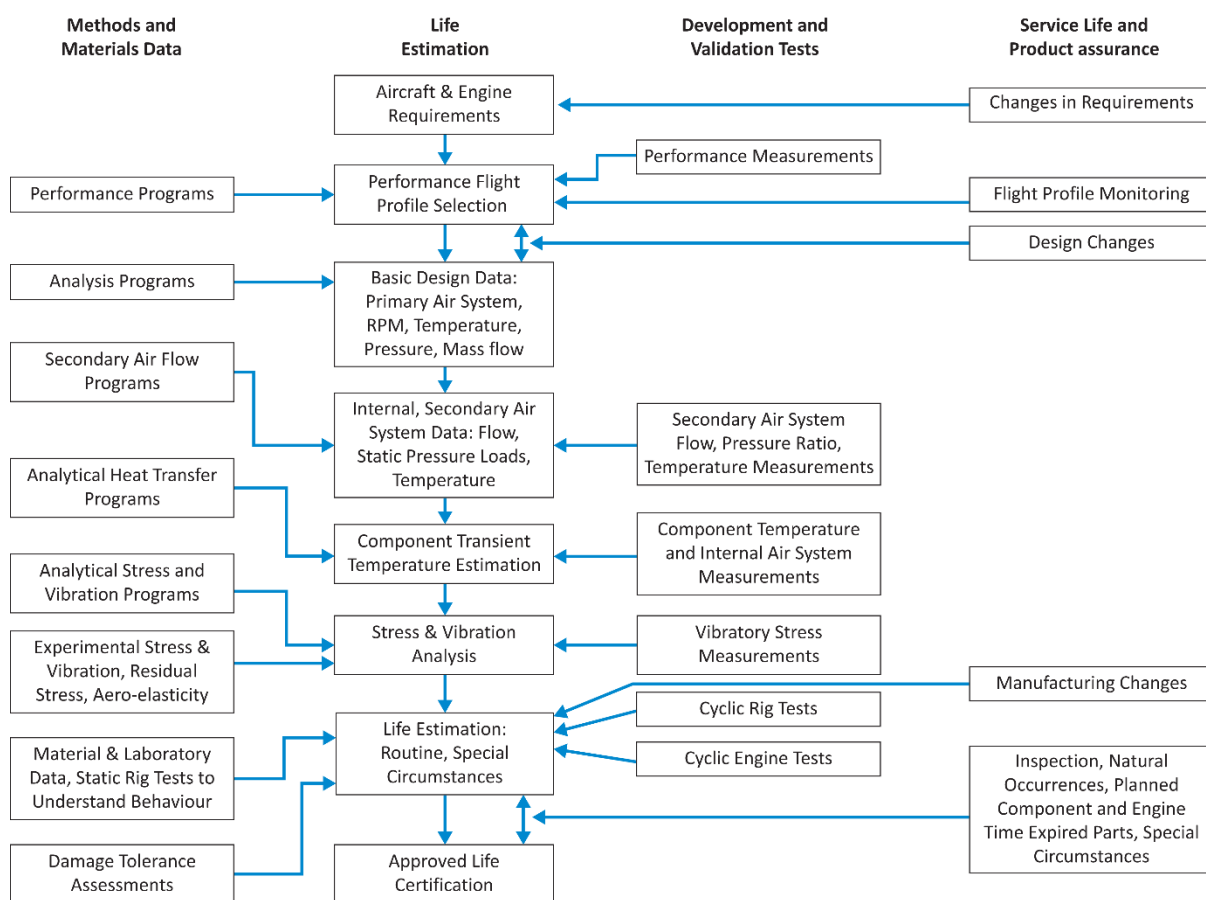 Methods and
Materials Data
Life
Estimation
Development and
Validation Tests
Service Life and
Product assurance
Aircraft & Engine
Requirements
Changes in Requirements
Performance Measurements
Performance Programs
Performance Flight
Profile Selection
Flight Profile Monitoring
Design Changes
Analysis Programs
Basic Design Data:
Primary Air System,
RPM, Temperature,
Pressure, Mass flow
Secondary Air Flow
Programs
Internal, Secondary Air
System Data: Flow,
Static Pressure Loads,
Temperature
Secondary Air System
Flow, Pressure Ratio,
Temperature Measurements
Analytical Heat Transfer
Programs
Component Transient
Temperature Estimation
Component Temperature
and Internal Air System
Measurements
Analytical Stress and
Vibration Programs
Stress & Vibration
Analysis
Vibratory Stress
Measurements
Experimental Stress &
Vibration, Residual
Stress, Aero-elasticity
Manufacturing Changes
Cyclic Rig Tests
Life Estimation:
Routine, Special
Circumstances
Cyclic Engine Tests
Material & Laboratory
Data, Static Rig Tests to
Understand Behaviour
Inspection, Natural
Occurrences, Planned
Component and Engine
Time Expired Parts, Special
Circumstances
Damage Tolerance
Assessments
Approved Life
Certification